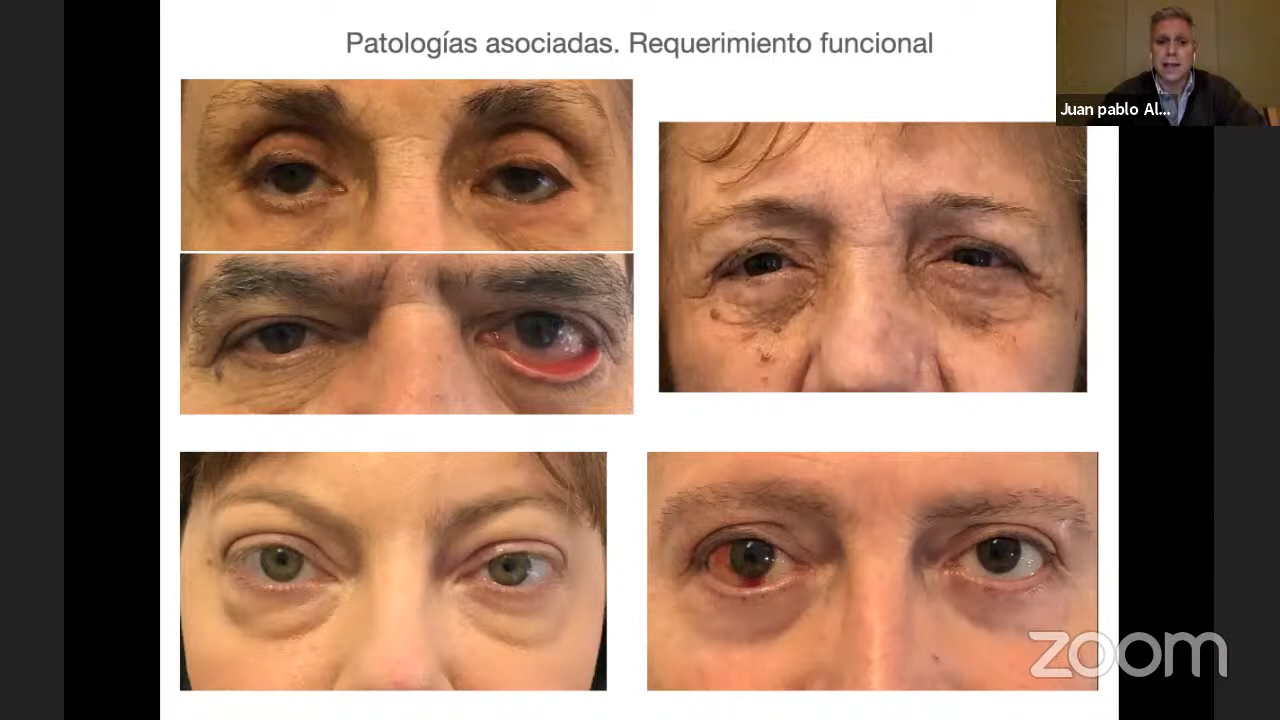 Patologías asociadas. Requerimiento funcional
Juan pablo Al...
zoom